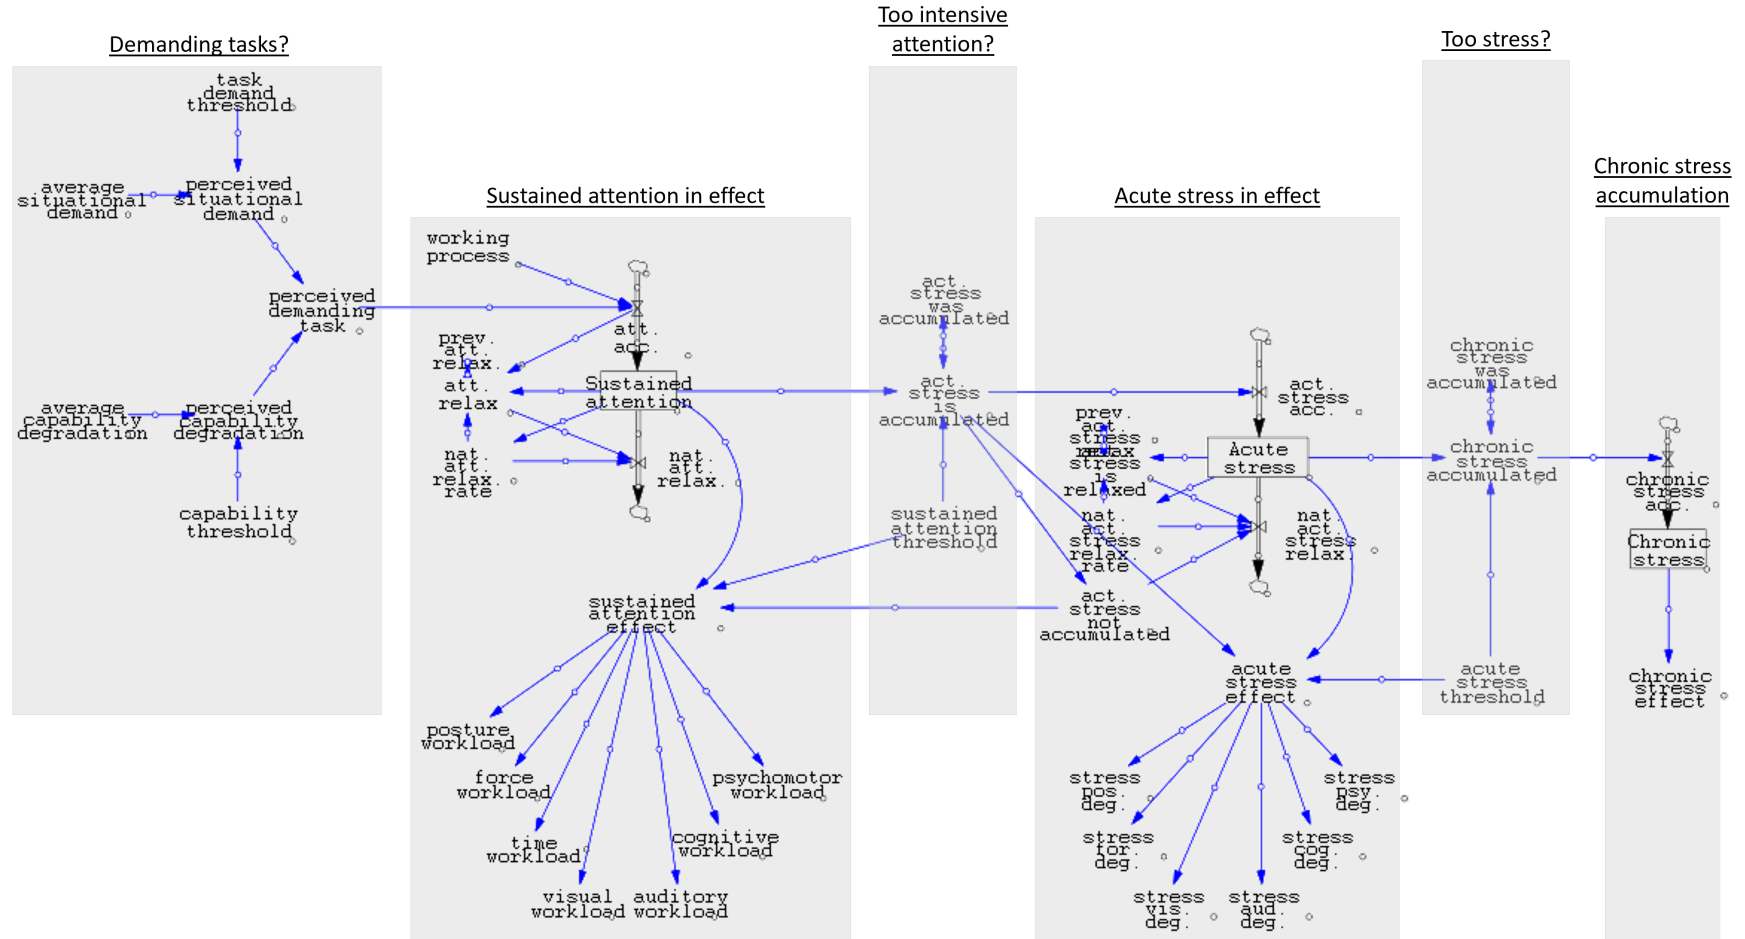 Demanding tasks?
task
demand
threshold
average
situational
demand
perceived
situational
demand
perceived
demanding
task
average
capability
degradation
perceived
capability
degradation
capability
threshold
Sustained attention in effect
working
process
att.
acc.
prev.
att.
relax.
att.
relax
Sustained
attention
nat.
att.
relax.
rate
nat.
att.
relax.
sustained
attention
effect
posture
workload
force
workload
time
workload
visual
workload
auditory
workload
cognitive
workload
psychomotor
workload
Too intensive
attention?
act.
stress
was
accumulated
act.
stress
is
accumulated
sustained
attention
threshold
Acute stress in effect
act.
stress
acc.
prev.
act.
stress
relax
stress
is
relaxed
Acute
stress
nat.
act.
stress
relax.
rate
nat.
act.
stress
relax.
act.
stress
not
accumulated
acute
stress
effect
stress
pos.
deg.
stress
for.
deg.
stress
vis.
deg.
stress
aud.
deg.
stress
cog.
deg.
stress
psy.
deg.
Too stress?
chronic
stress
was
accumulated
chronic
stress
accumulated
acute
stress
threshold
Chronic stress
accumulation
chronic
stress
acc.
Chronic
stress
chronic
stress
effect